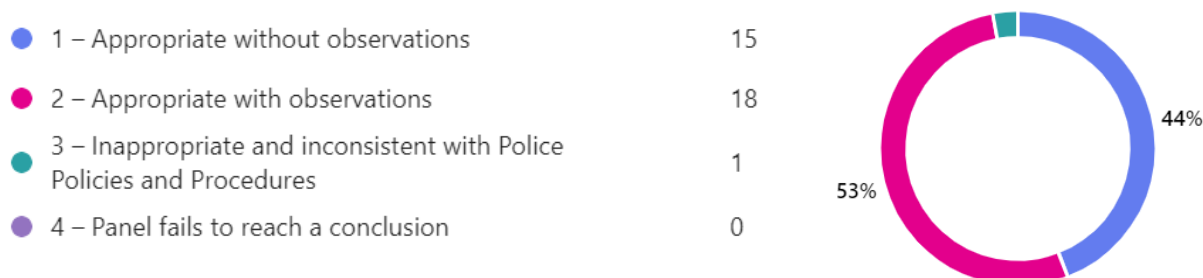 1 – Appropriate without observations 15
2 – Appropriate with observations 18
3 – Inappropriate and inconsistent with Police
Policies and Procedures 1
4 – Panel fails to reach a conclusion 0
44%
53%